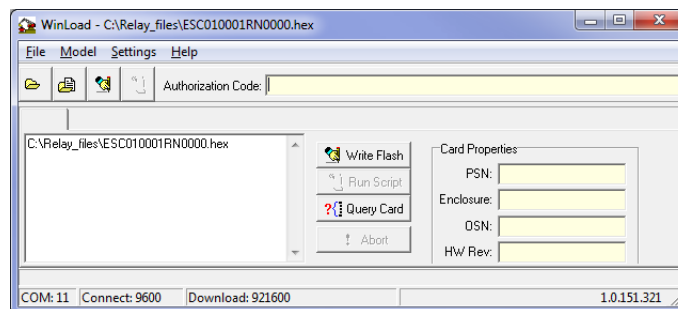 WinLoad - C:\Relay_files\ESC010001RN0000.hex
File Model Settings Help
Authorization Code:
C:\Relay_files\ESC010001RN0000.hex
Write Flash
Run Script
Query Card
Abort
Card Properties
PSN:
Enclosure:
OSN:
HW Rev:
COM: 11 Connect: 9600 Download: 921600 1.0.151.321